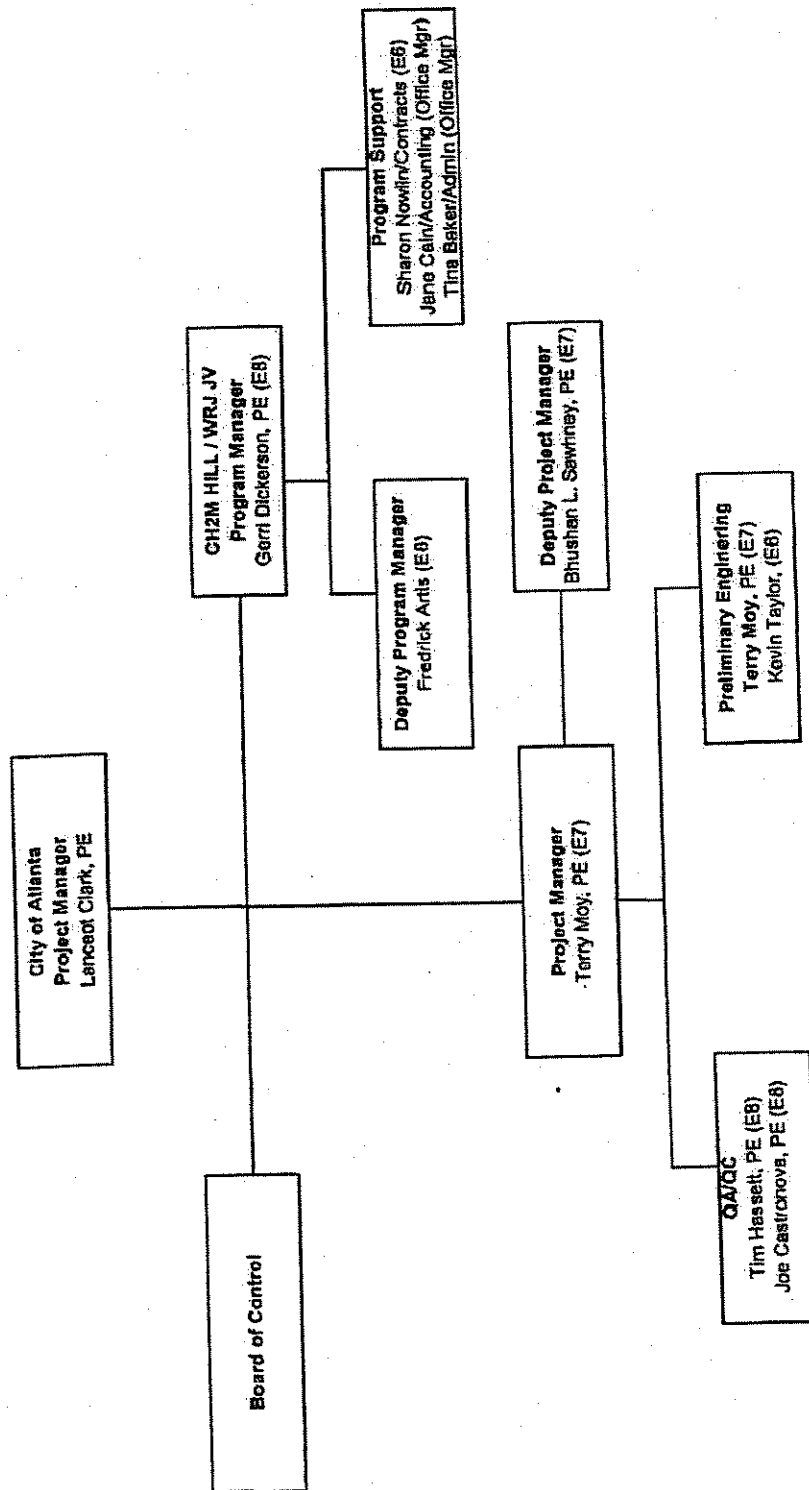 City of Atlanta
Project Manager
Lanceot Clark, PE
Board of Control
CH2M HILL / WRJ JV
Program Manager
Gerri Dickerson, PE (E8)
Deputy Program Manager
Fredrick Artis (E8)
Program Support
Sharon Nowlin/Contracts (E6)
Jane Cain/Accounting (Office Mgr)
Tina Baker/Admin (Office Mgr)
Project Manager
Terry Moy, PE (E7)
Deputy Project Manager
Bhushan L. Sawhney, PE (E7)
QA/QC
Tim Hassett, PE (E8)
Joe Castronova, PE (E8)
Preliminary Enginering
Terry Moy, PE (E7)
Kevin Taylor, (E6)